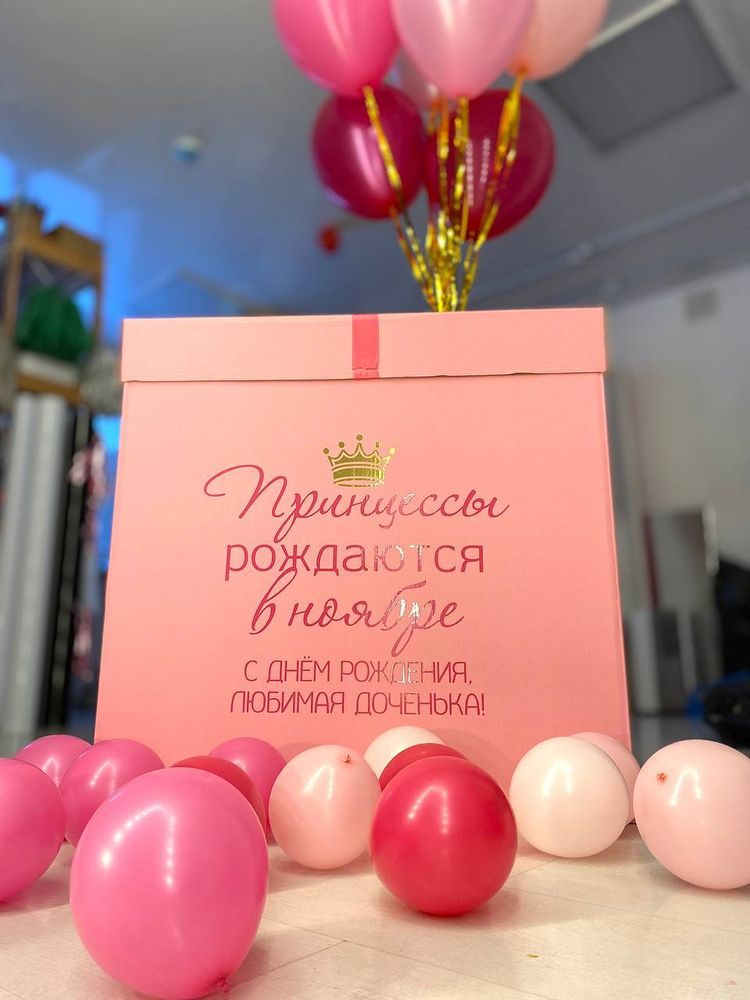 Принцессы
рождаются
в ноябре
С ДНЁМ РОЖДЕНИЯ,
ЛЮБИМАЯ ДОЧЕНЬКА!